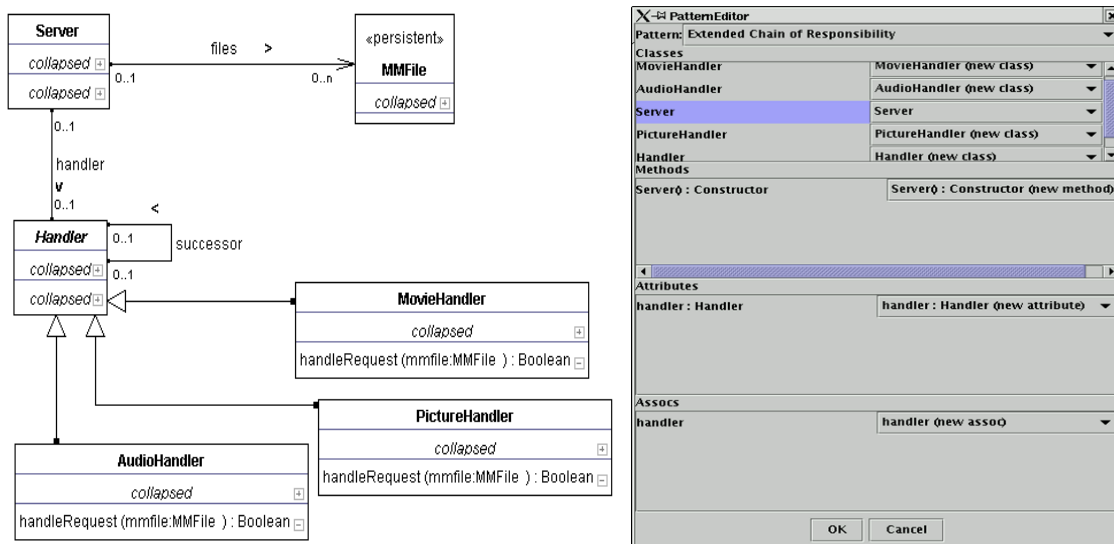 Server
collapsed
collapsed
files >
0..1
0..n
«persistent»
MMFile
collapsed
0..1
handler
v
0..1
Handler
collapsed
collapsed
<
0..1
successor
0..1
MovieHandler
collapsed
handleRequest (mmfile:MMFile ) : Boolean
PictureHandler
collapsed
handleRequest (mmfile:MMFile ) : Boolean
AudioHandler
collapsed
handleRequest (mmfile:MMFile ) : Boolean
PatternEditor
Pattern: Extended Chain of Responsibility
Classes
MovieHandler MovieHandler (new class)
AudioHandler AudioHandler (new class)
Server Server
PictureHandler PictureHandler (new class)
Handler Handler (new class)
Methods
Server() : Constructor Server() : Constructor (new method)
Attributes
handler : Handler handler : Handler (new attribute)
Assocs
handler handler (new assoc)
OK Cancel